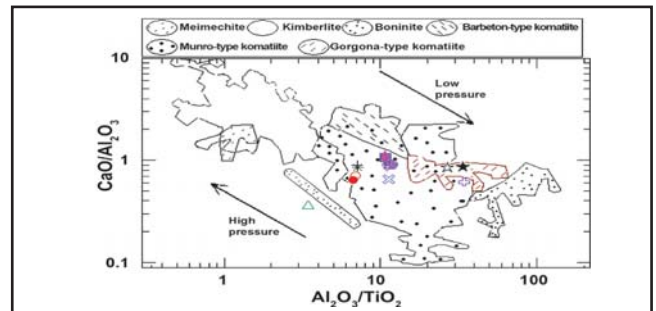 Meimechite Kimberlite Boninite Barbeton-type komatiite
Munro-type komatiite Gorgona-type komatiite
10
Low
pressure
CaO/Al2O3
1
High
pressure
0.1
1 10 100
Al2O3/TiO2